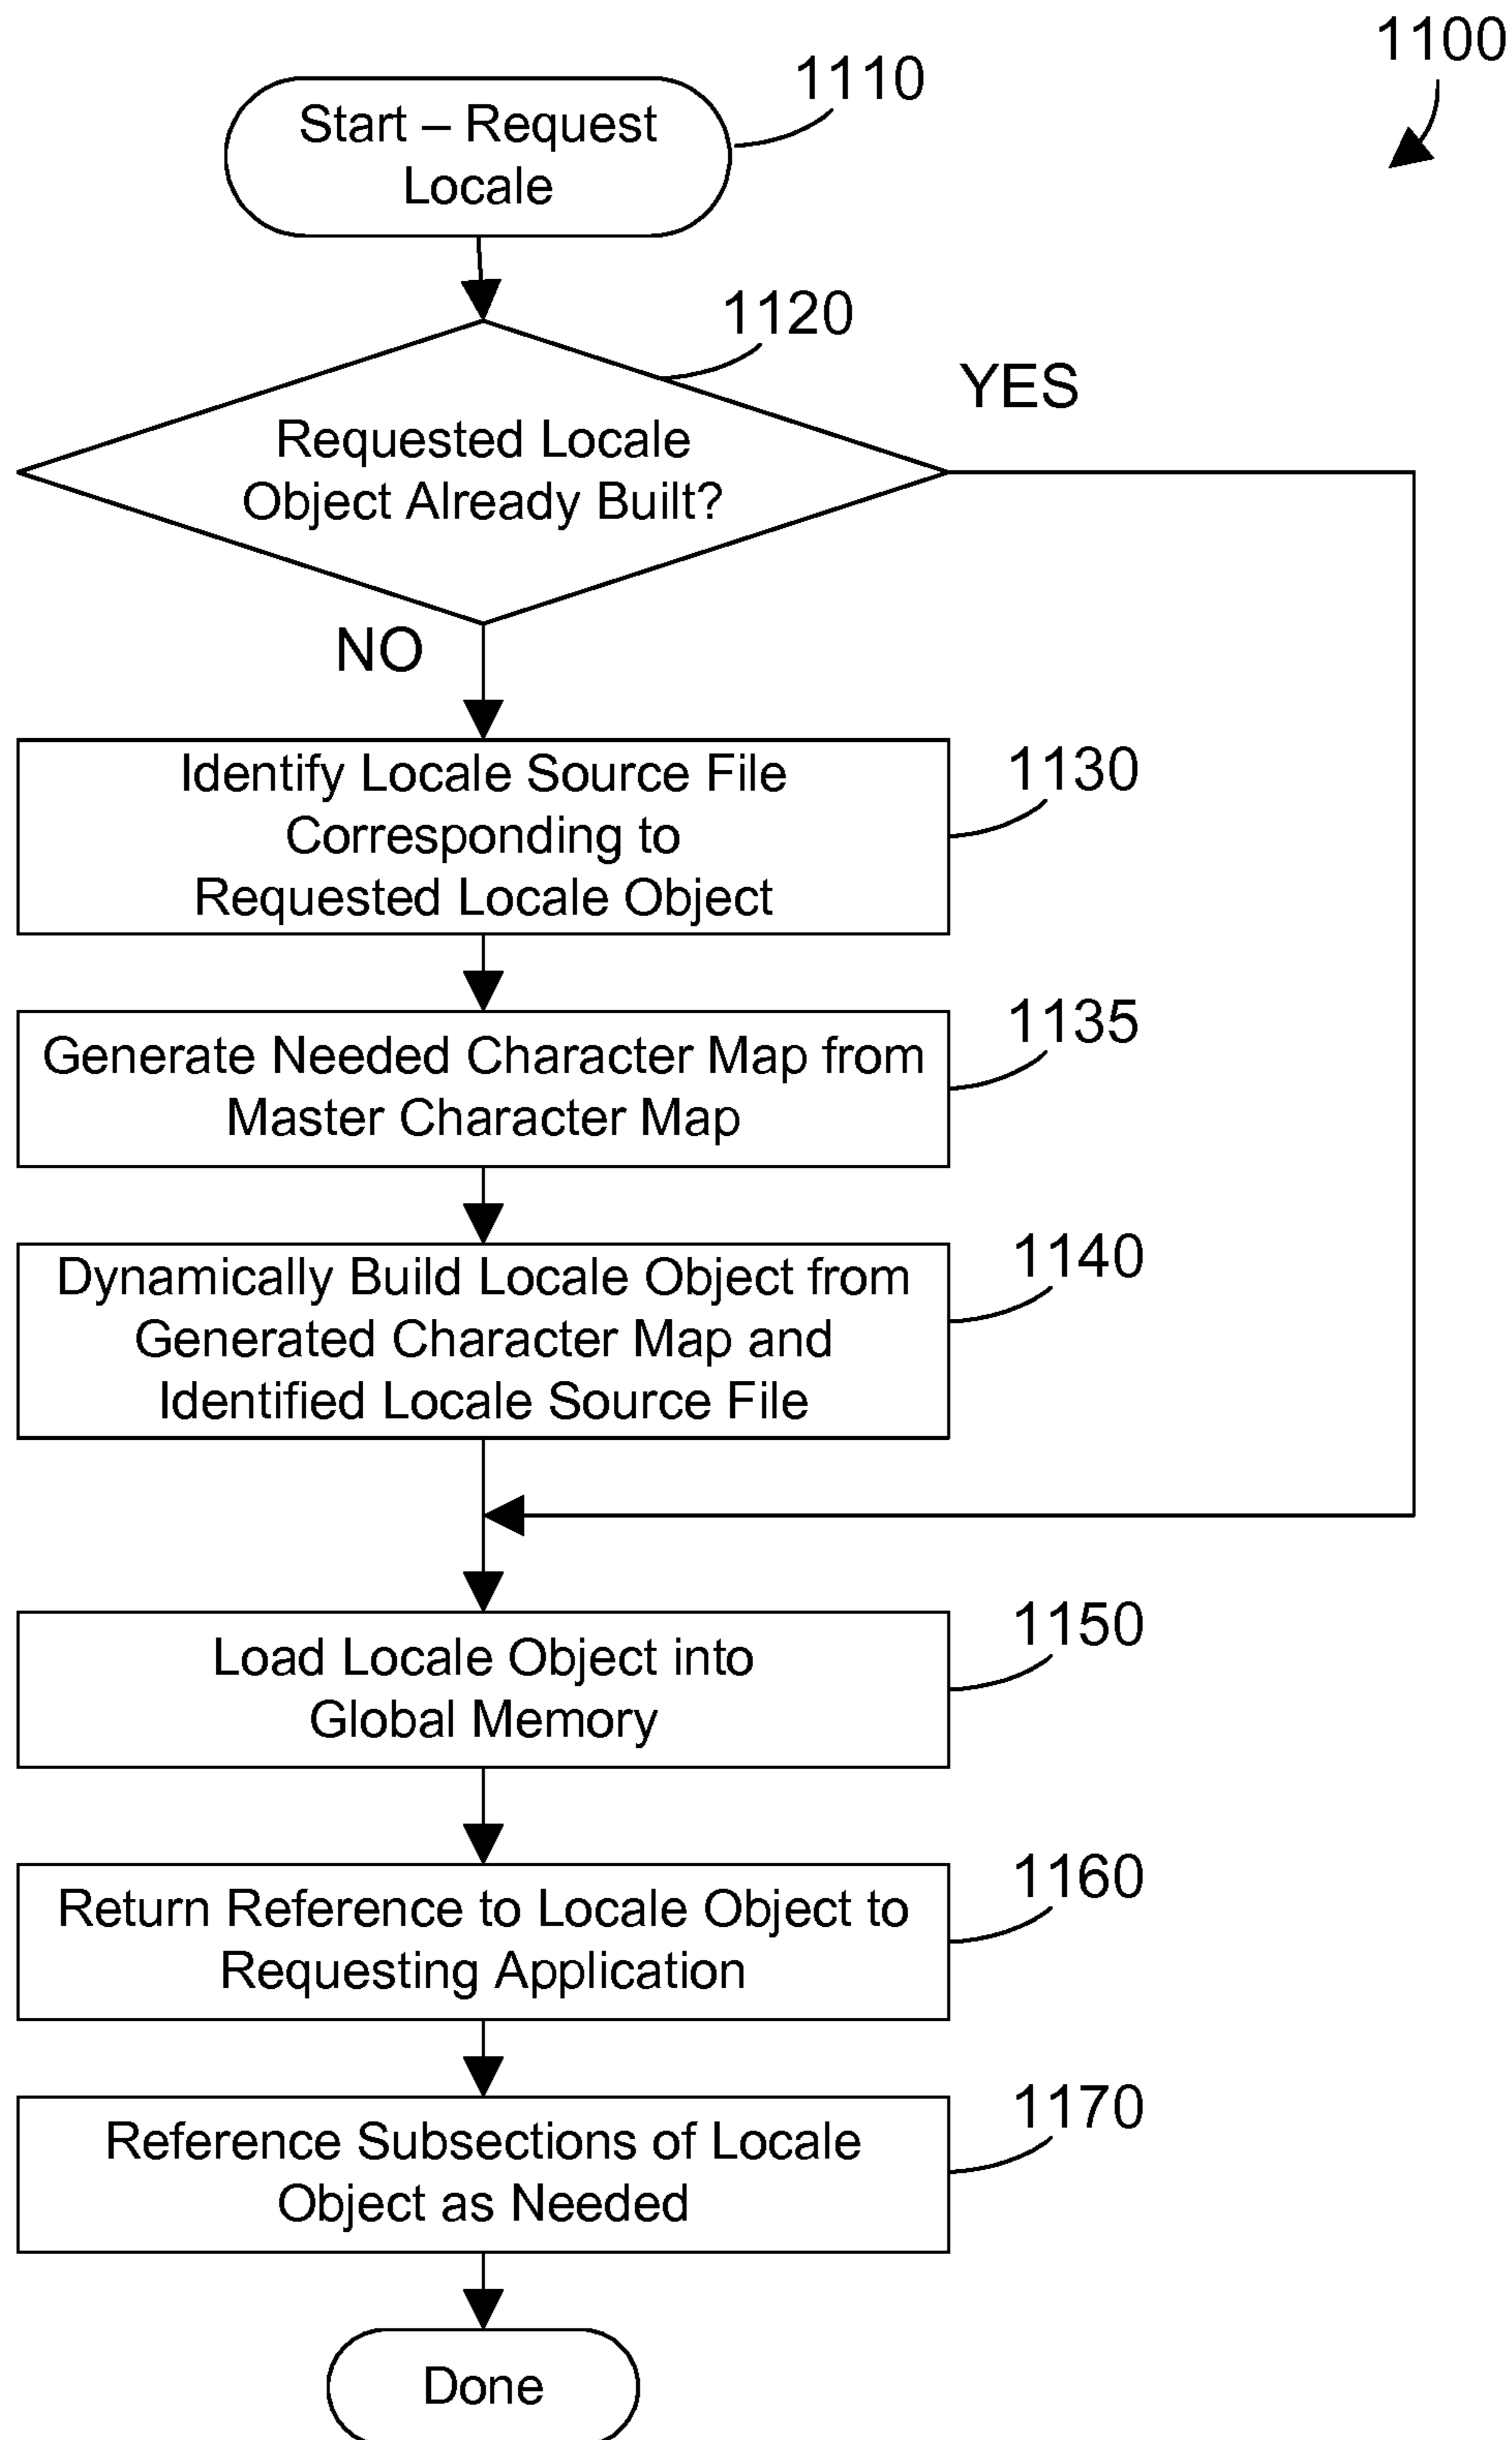 1100
1110
Start – Request
Locale
1120
YES
Requested Locale
Object Already Built?
NO
1130
Identify Locale Source File
Corresponding to
Requested Locale Object
1135
Generate Needed Character Map from
Master Character Map
1140
Dynamically Build Locale Object from
Generated Character Map and
Identified Locale Source File
1150
Load Locale Object into
Global Memory
1160
Return Reference to Locale Object to
Requesting Application
1170
Reference Subsections of Locale
Object as Needed
Done